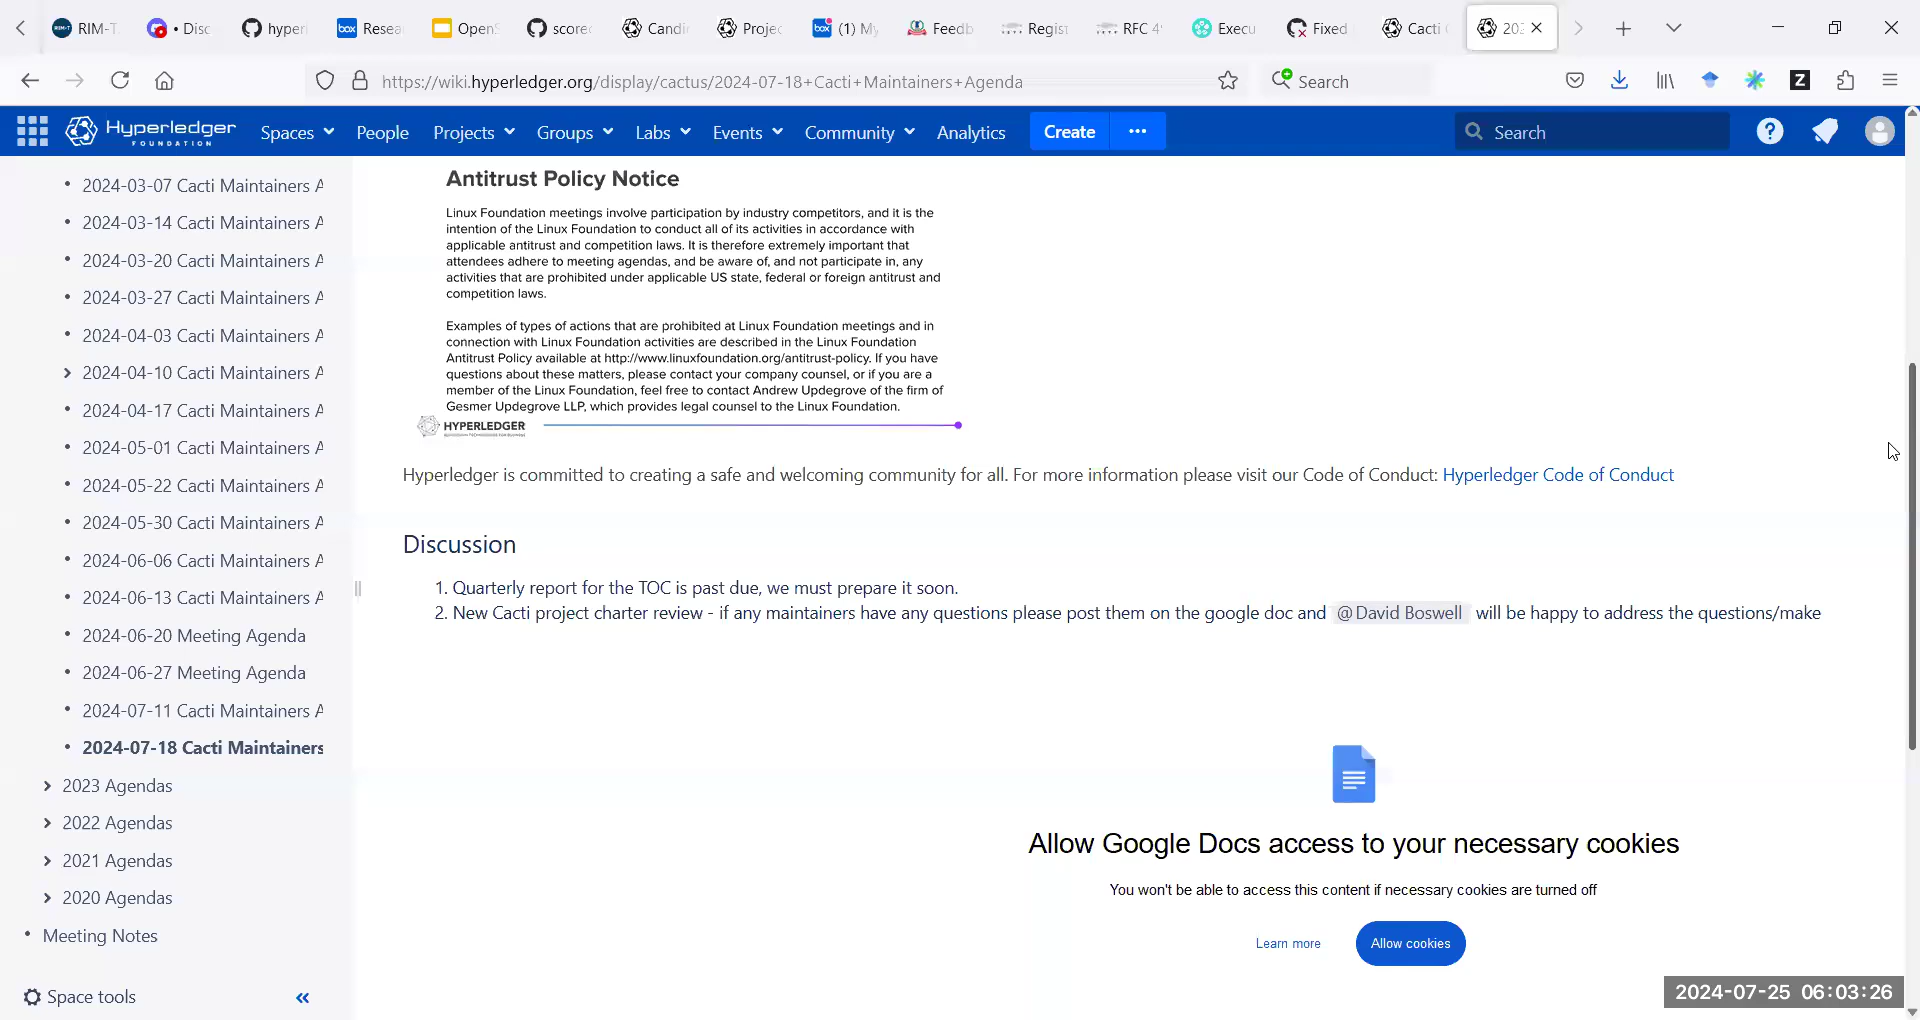 RIM-T
• Disc
hyper
Resea
OpenS
score
Candi
Projec
(1) My
Feedb
Regist
RFC 4
Execu
Fixed
Cacti
202
https://wiki.hyperledger.org/display/cactus/2024-07-18+Cacti+Maintainers+Agenda
Search
Hyperledger
FOUNDATION
Spaces
People
Projects
Groups
Labs
Events
Community
Analytics
Create
Search
2024-03-07 Cacti Maintainers A
2024-03-14 Cacti Maintainers A
2024-03-20 Cacti Maintainers A
2024-03-27 Cacti Maintainers A
2024-04-03 Cacti Maintainers A
2024-04-10 Cacti Maintainers A
2024-04-17 Cacti Maintainers A
2024-05-01 Cacti Maintainers A
2024-05-22 Cacti Maintainers A
2024-05-30 Cacti Maintainers A
2024-06-06 Cacti Maintainers A
2024-06-13 Cacti Maintainers A
2024-06-20 Meeting Agenda
2024-06-27 Meeting Agenda
2024-07-11 Cacti Maintainers A
2024-07-18 Cacti Maintainers
2023 Agendas
2022 Agendas
2021 Agendas
2020 Agendas
Meeting Notes
Space tools
Antitrust Policy Notice
Linux Foundation meetings involve participation by industry competitors, and it is the
intention of the Linux Foundation to conduct all of its activities in accordance with
applicable antitrust and competition laws. It is therefore extremely important that
attendees adhere to meeting agendas, and be aware of, and not participate in, any
activities that are prohibited under applicable US state, federal or foreign antitrust and
competition laws.
Examples of types of actions that are prohibited at Linux Foundation meetings and in
connection with Linux Foundation activities are described in the Linux Foundation
Antitrust Policy available at http://www.linuxfoundation.org/antitrust-policy. If you have
questions about these matters, please contact your company counsel, or if you are a
member of the Linux Foundation, feel free to contact Andrew Updegrove of the firm of
Gesmer Updegrove LLP, which provides legal counsel to the Linux Foundation.
HYPERLEDGER
Hyperledger is committed to creating a safe and welcoming community for all. For more information please visit our Code of Conduct: Hyperledger Code of Conduct
Discussion
1. Quarterly report for the TOC is past due, we must prepare it soon.
2. New Cacti project charter review - if any maintainers have any questions please post them on the google doc and @David Boswell will be happy to address the questions/make
Allow Google Docs access to your necessary cookies
You won't be able to access this content if necessary cookies are turned off
Learn more
Allow cookies
2024-07-25 06:03:26